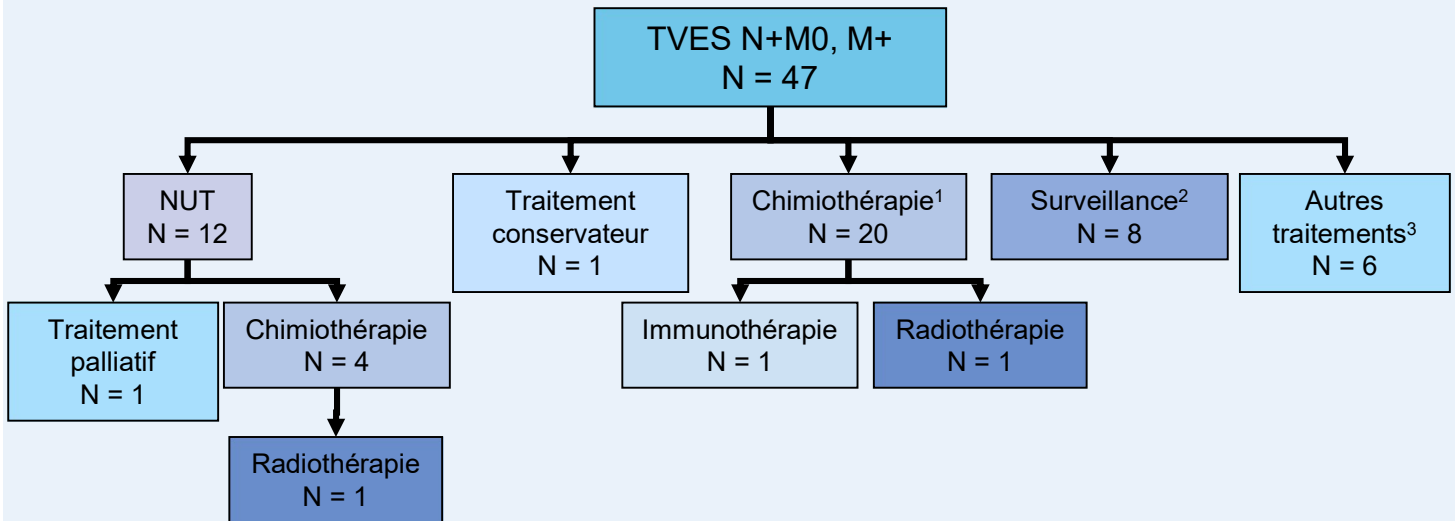 TVES N+M0, M+
N = 47
NUT
N = 12
Traitement
conservateur
N = 1
Chimiothérapie¹
N = 20
Surveillance²
N = 8
Autres
traitements³
N = 6
Traitement
palliatif
N = 1
Chimiothérapie
N = 4
Immunothérapie
N = 1
Radiothérapie
N = 1
Radiothérapie
N = 1